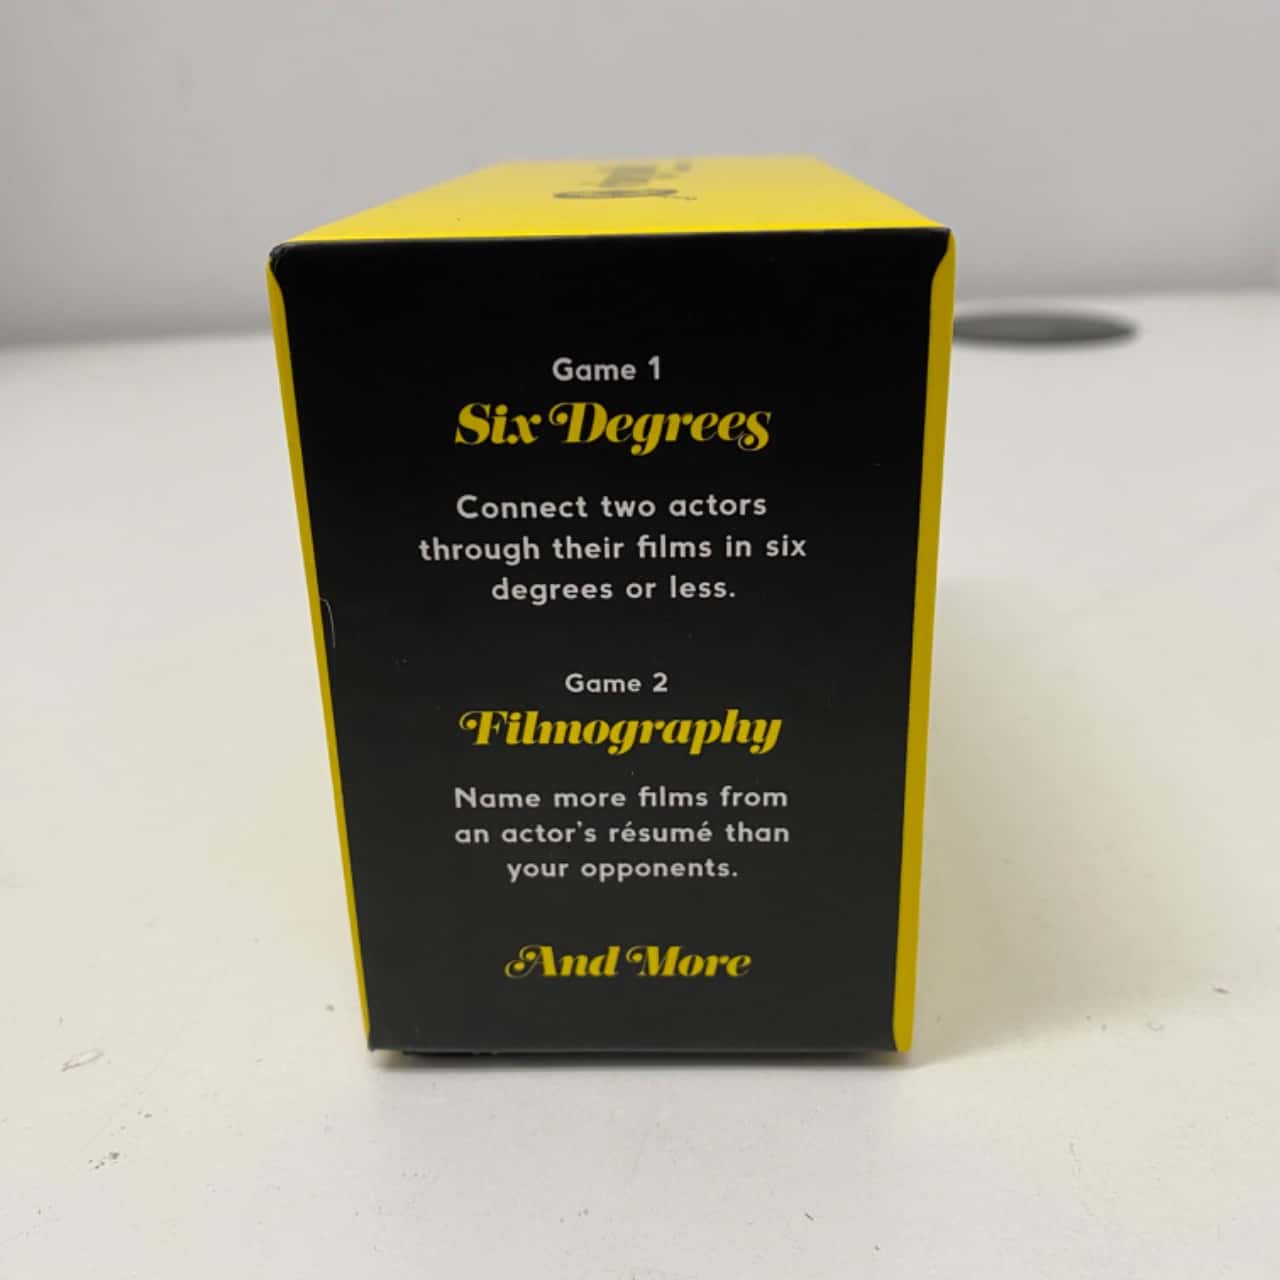 Game 1
Six Degrees
Connect two actors
through their films in six
degrees or less.
Game 2
Filmography
Name more films from
an actor's résumé than
your opponents.
And More